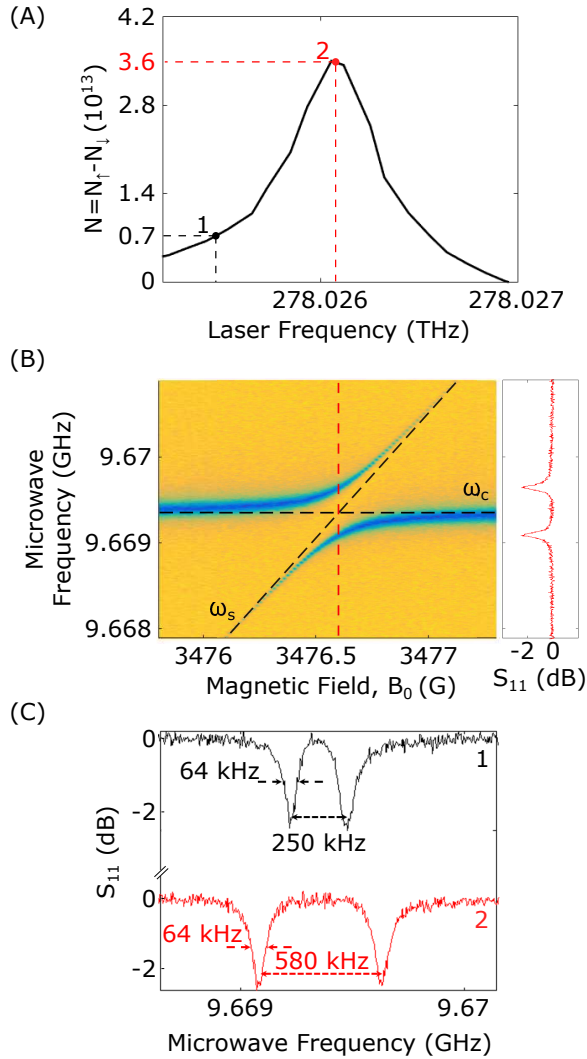 (A)
N=N↑-N↓ (10¹³)
4.2
3.6
2.8
1.4
0.7
0
2
1
278.026
278.027
Laser Frequency (THz)
(B)
Microwave
Frequency (GHz)
9.67
9.669
9.668
ω_c
ω_s
3476
3476.5
3477
Magnetic Field, B₀ (G)
-2 0
S₁₁ (dB)
(C)
S₁₁ (dB)
0
-2
0
-2
1
64 kHz
250 kHz
2
64 kHz
580 kHz
9.669
9.67
Microwave Frequency (GHz)